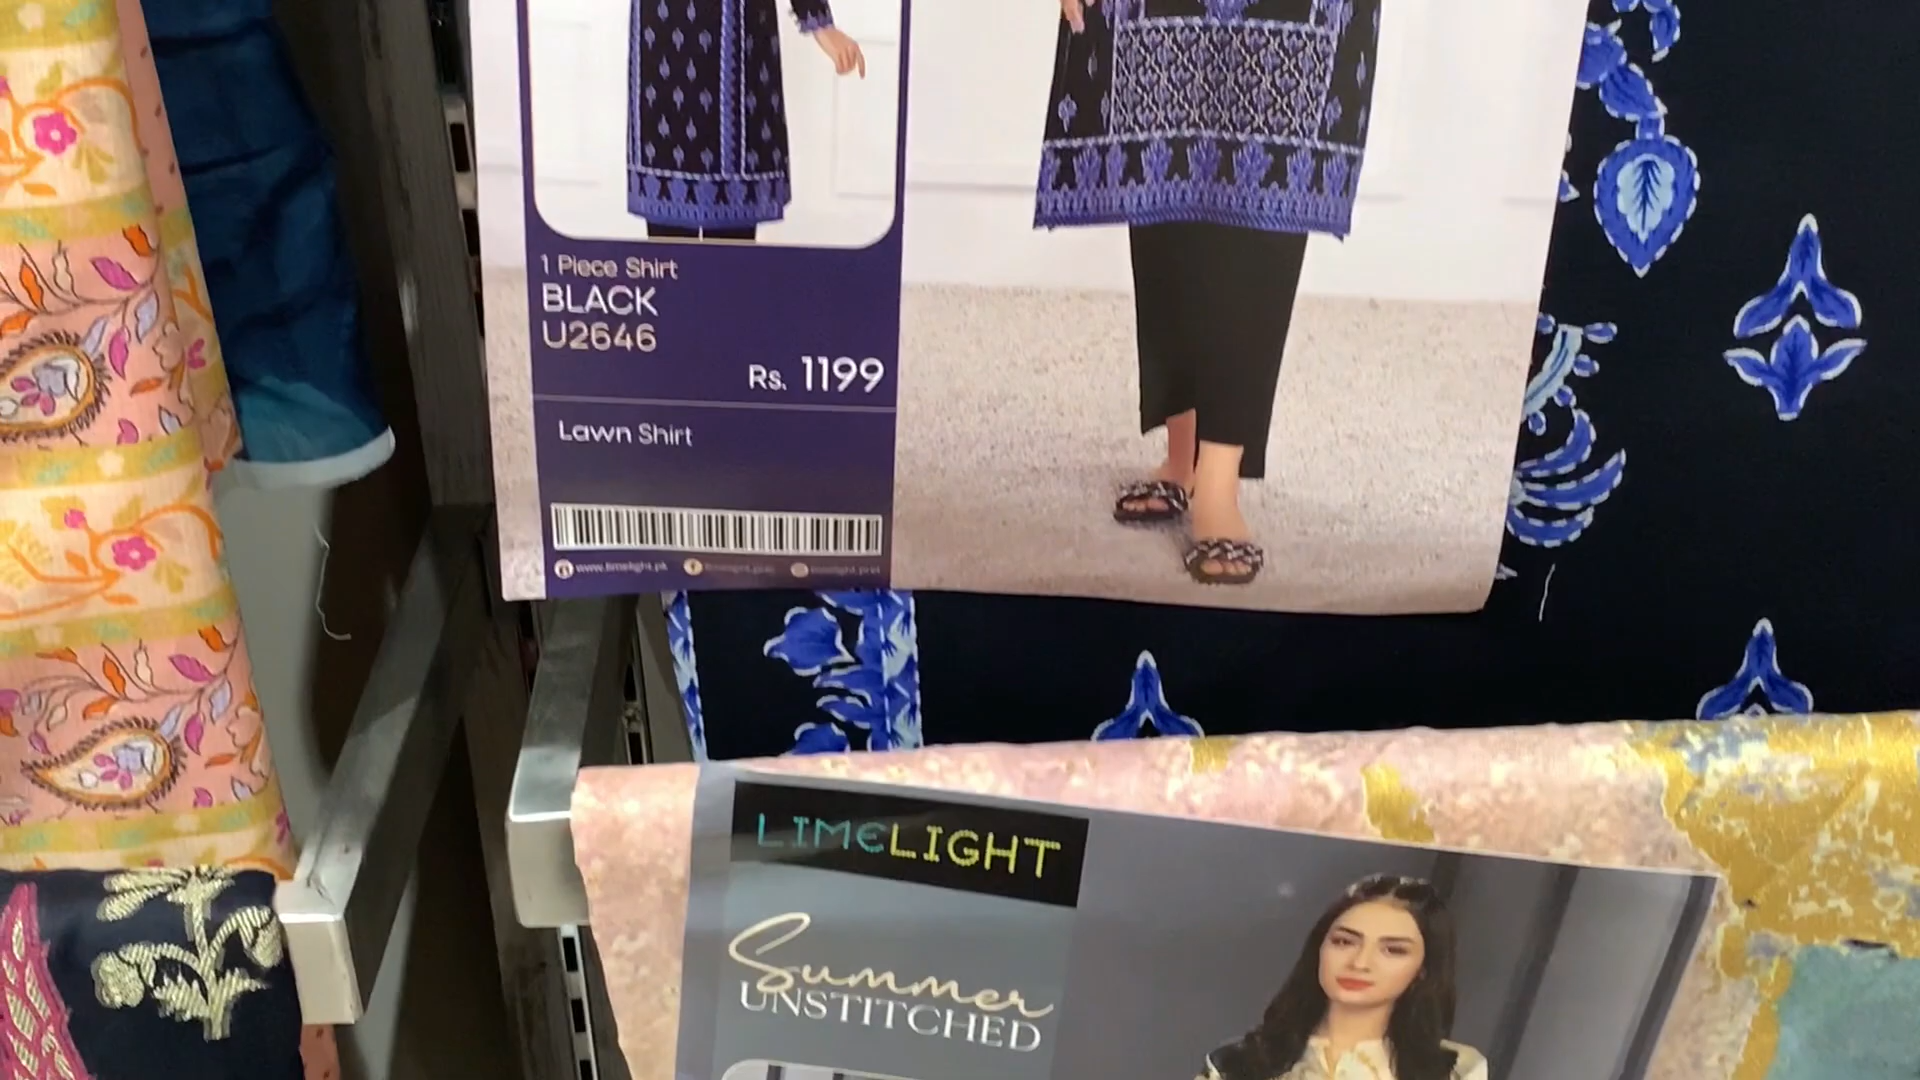 1 Piece Shirt
BLACK
U2646
Rs. 1199
Lawn Shirt
www.limelight.pk
LIMELIGHT
Summer
UNSTITCHED